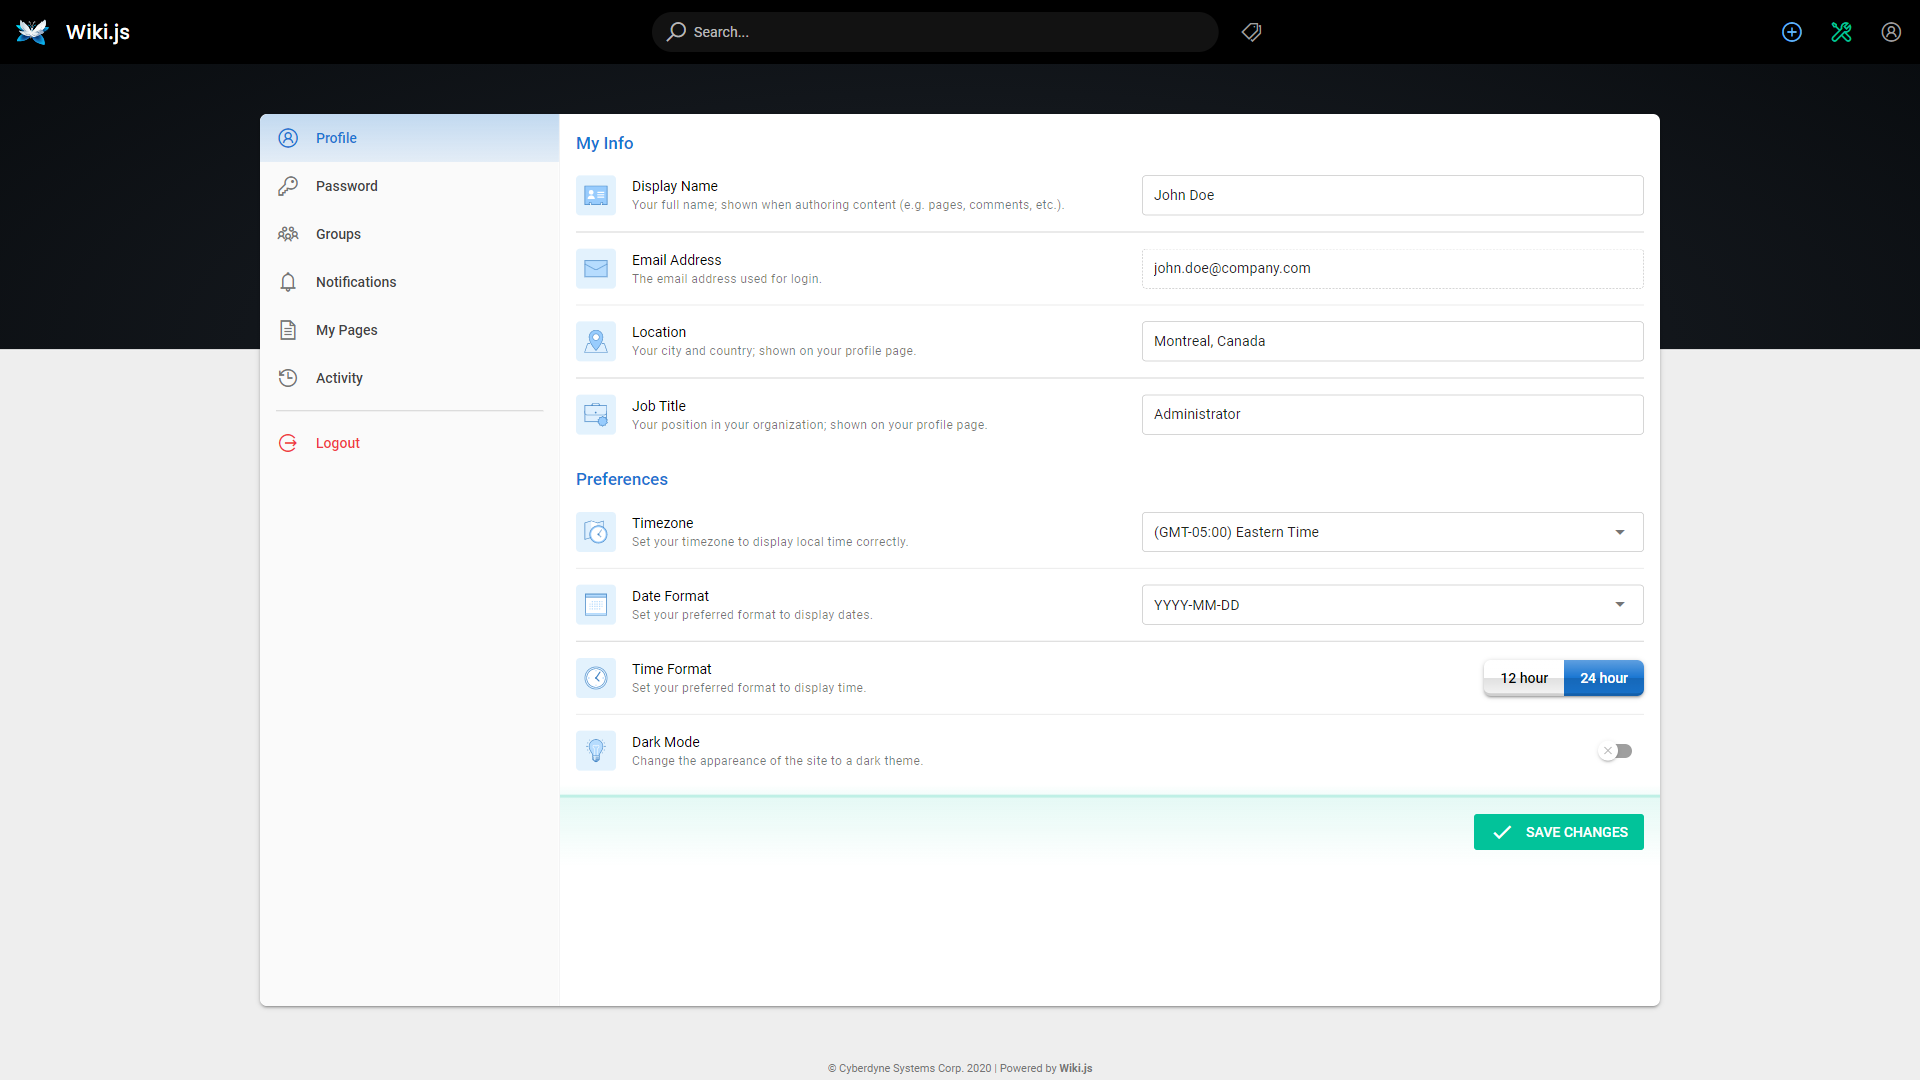 Wiki.js
Search...
Profile
Password
Groups
Notifications
My Pages
Activity
Logout
My Info
Display Name
Your full name; shown when authoring content (e.g. pages, comments, etc.).
John Doe
Email Address
The email address used for login.
john.doe@company.com
Location
Your city and country; shown on your profile page.
Montreal, Canada
Job Title
Your position in your organization; shown on your profile page.
Administrator
Preferences
Timezone
Set your timezone to display local time correctly.
(GMT-05:00) Eastern Time
Date Format
Set your preferred format to display dates.
YYYY-MM-DD
Time Format
Set your preferred format to display time.
12 hour
24 hour
Dark Mode
Change the appareance of the site to a dark theme.
SAVE CHANGES
© Cyberdyne Systems Corp. 2020 | Powered by Wiki.js